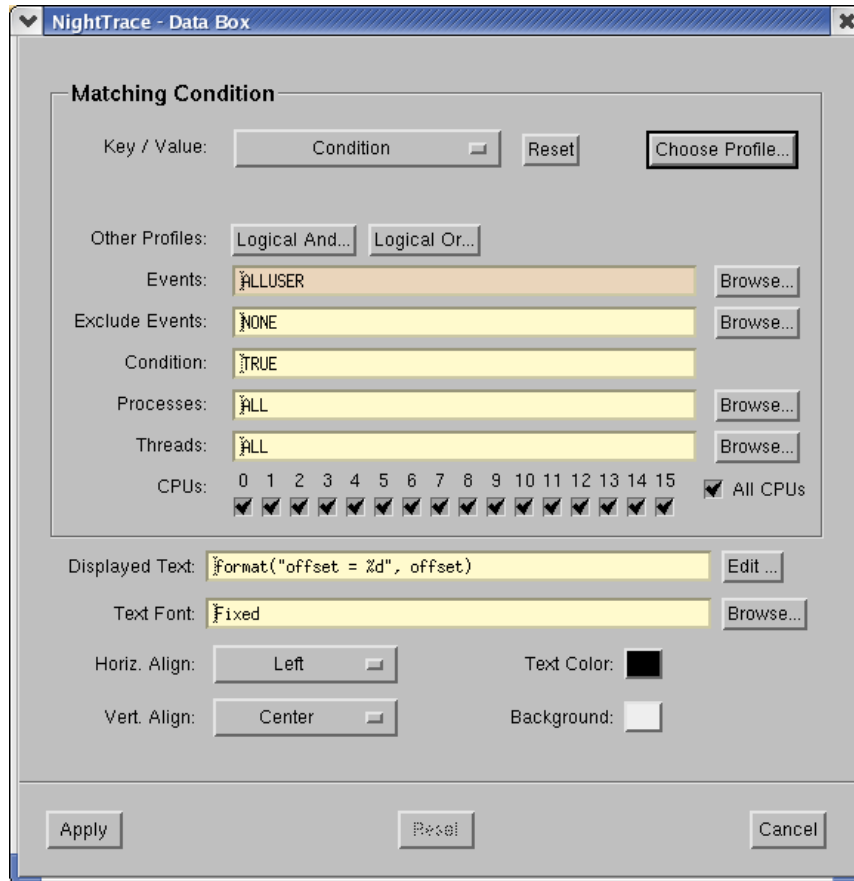 NightTrace - Data Box
Matching Condition
Key / Value: Condition Reset Choose Profile...
Other Profiles: Logical And... Logical Or...
Events: ALLUSER Browse...
Exclude Events: NONE Browse...
Condition: TRUE
Processes: ALL Browse...
Threads: ALL Browse...
CPUs: 0 1 2 3 4 5 6 7 8 9 10 11 12 13 14 15 All CPUs
Displayed Text: format("offset = %d", offset) Edit ...
Text Font: Fixed Browse...
Horiz. Align: Left Text Color:
Vert. Align: Center Background:
Apply Reset Cancel